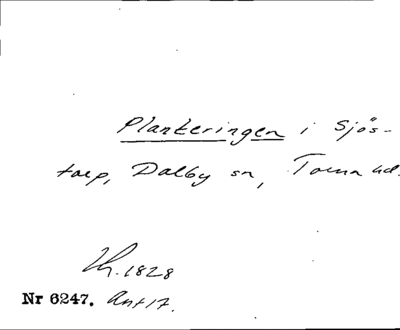 Planteringen i Sjös-
torp, Dalby sn, Torna hd.
1828
Nr 6247. Ant 17.